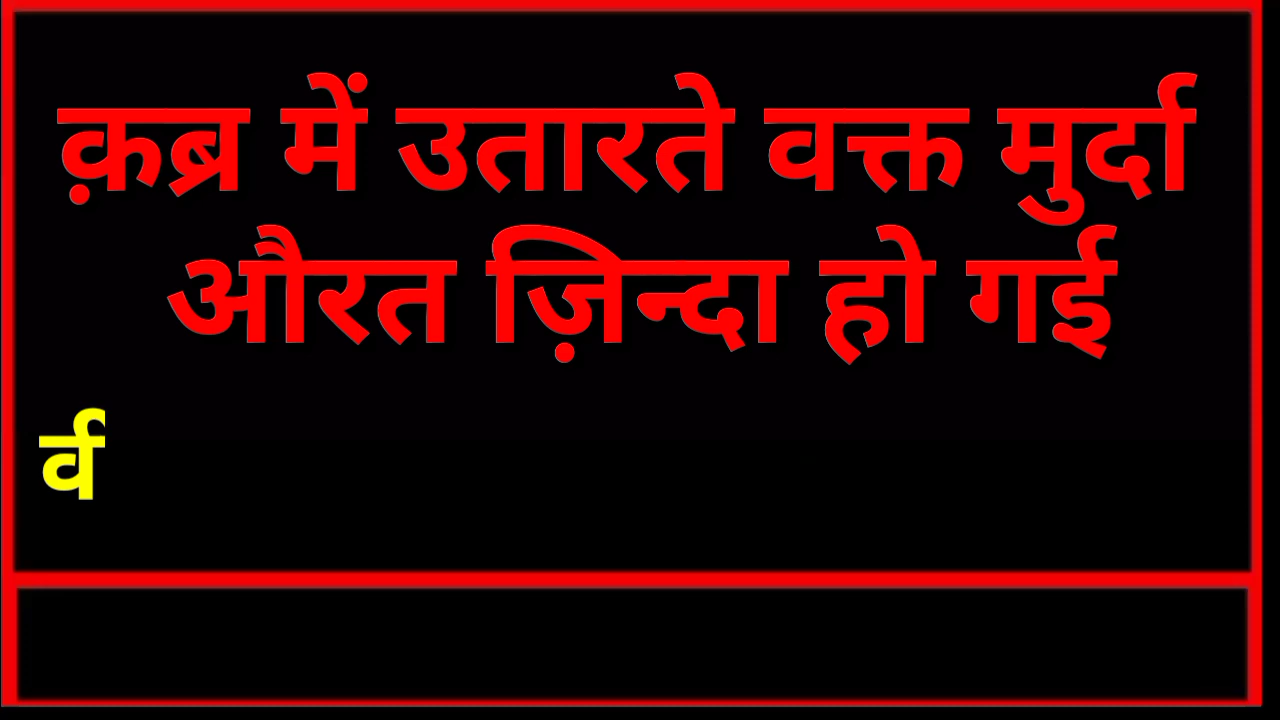 क़ब्र में उतारते वक्त मुर्दा
औरत ज़िन्दा हो गई
र्व